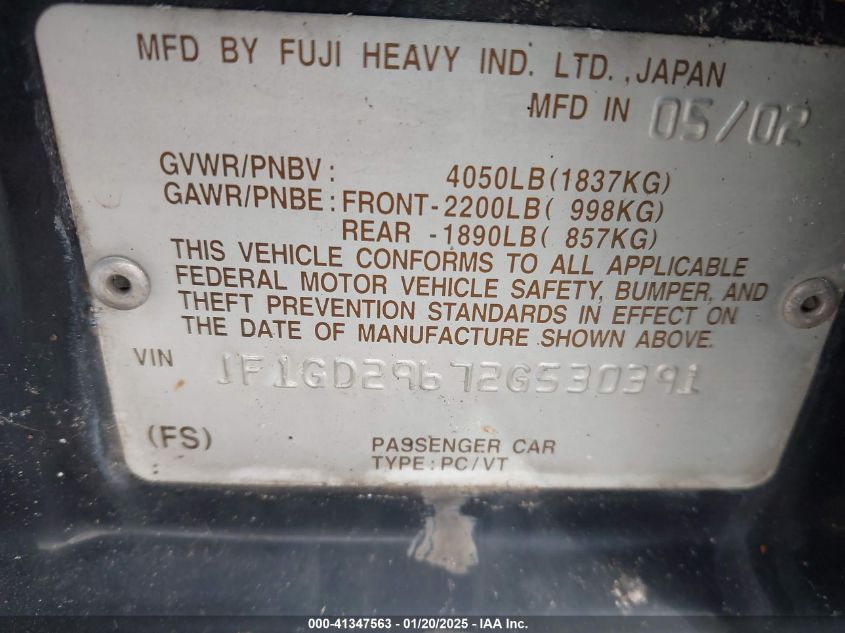 MFD BY FUJI HEAVY IND. LTD., JAPAN
MFD IN 05/02
GVWR/PNBV: 4050LB(1837KG)
GAWR/PNBE: FRONT-2200LB( 998KG)
REAR -1890LB( 857KG)
THIS VEHICLE CONFORMS TO ALL APPLICABLE
FEDERAL MOTOR VEHICLE SAFETY, BUMPER, AND
THEFT PREVENTION STANDARDS IN EFFECT ON
THE DATE OF MANUFACTURE SHOWN ABOVE.
VIN JF1GD29672G530391
(FS) PASSENGER CAR
TYPE: PC/VT
000-41347563 - 01/20/2025 - IAA Inc.